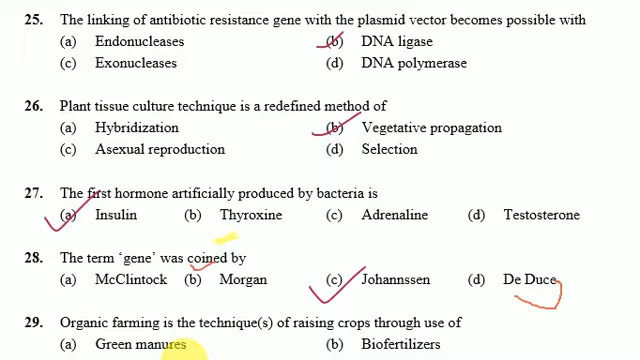 25. The linking of antibiotic resistance gene with the plasmid vector becomes possible with
(a) Endonucleases (b) DNA ligase
(c) Exonucleases (d) DNA polymerase
26. Plant tissue culture technique is a redefined method of
(a) Hybridization (b) Vegetative propagation
(c) Asexual reproduction (d) Selection
27. The first hormone artificially produced by bacteria is
(a) Insulin (b) Thyroxine (c) Adrenaline (d) Testosterone
28. The term ‘gene’ was coined by
(a) McClintock (b) Morgan (c) Johannssen (d) De Duce
29. Organic farming is the technique(s) of raising crops through use of
(a) Green manures (b) Biofertilizers